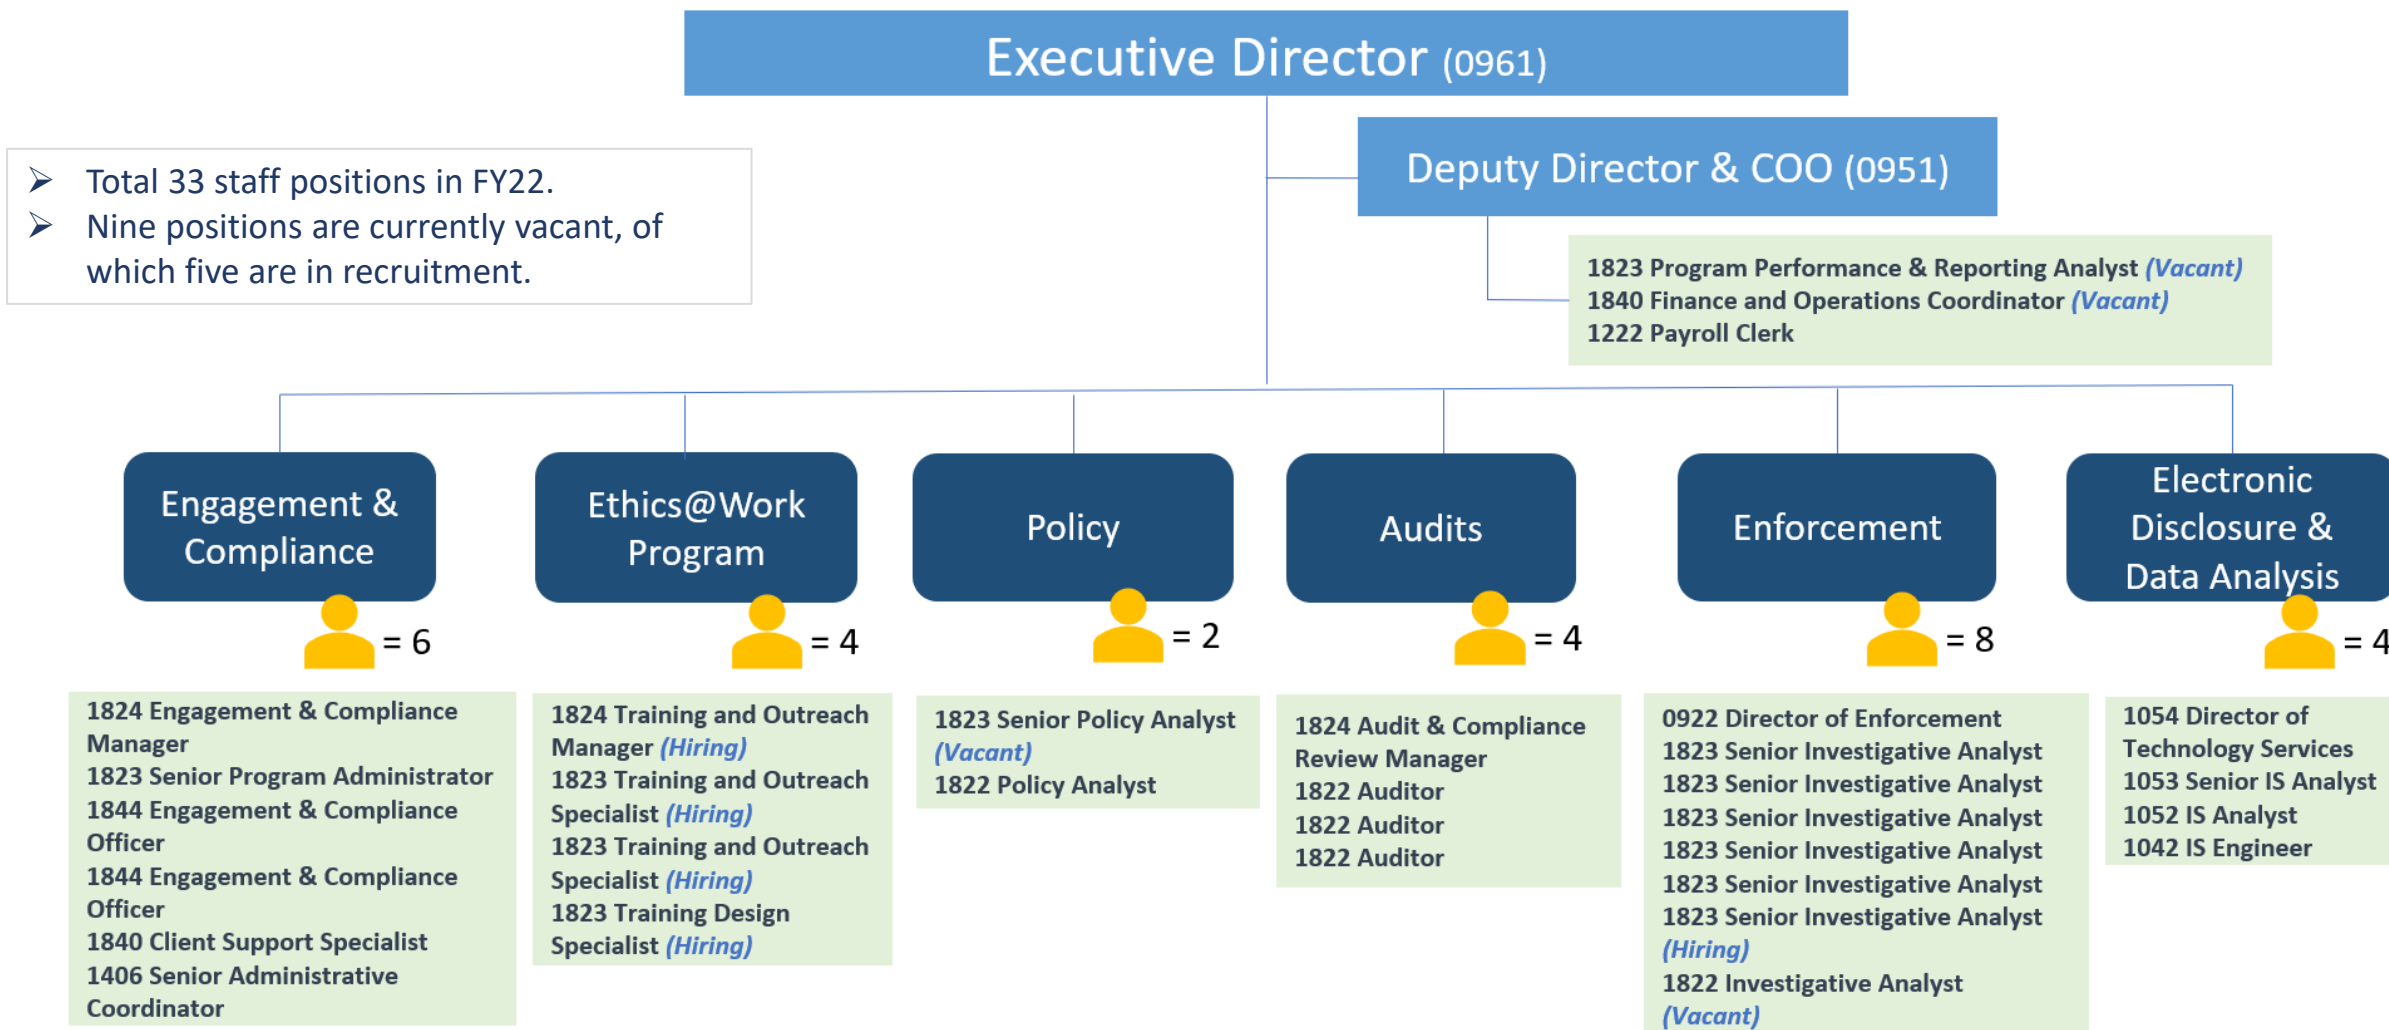 Executive Director (0961)
Deputy Director & COO (0951)
➢ Total 33 staff positions in FY22.
➢ Nine positions are currently vacant, of
which five are in recruitment.
1823 Program Performance & Reporting Analyst (Vacant)
1840 Finance and Operations Coordinator (Vacant)
1222 Payroll Clerk
Engagement &
Compliance
= 6
1824 Engagement & Compliance
Manager
1823 Senior Program Administrator
1844 Engagement & Compliance
Officer
1844 Engagement & Compliance
Officer
1840 Client Support Specialist
1406 Senior Administrative
Coordinator
Ethics@Work
Program
= 4
1824 Training and Outreach
Manager (Hiring)
1823 Training and Outreach
Specialist (Hiring)
1823 Training and Outreach
Specialist (Hiring)
1823 Training Design
Specialist (Hiring)
Policy
= 2
1823 Senior Policy Analyst
(Vacant)
1822 Policy Analyst
Audits
= 4
1824 Audit & Compliance
Review Manager
1822 Auditor
1822 Auditor
1822 Auditor
Enforcement
= 8
0922 Director of Enforcement
1823 Senior Investigative Analyst
1823 Senior Investigative Analyst
1823 Senior Investigative Analyst
1823 Senior Investigative Analyst
1823 Senior Investigative Analyst
1823 Senior Investigative Analyst
(Hiring)
1822 Investigative Analyst
(Vacant)
Electronic
Disclosure &
Data Analysis
= 4
1054 Director of
Technology Services
1053 Senior IS Analyst
1052 IS Analyst
1042 IS Engineer